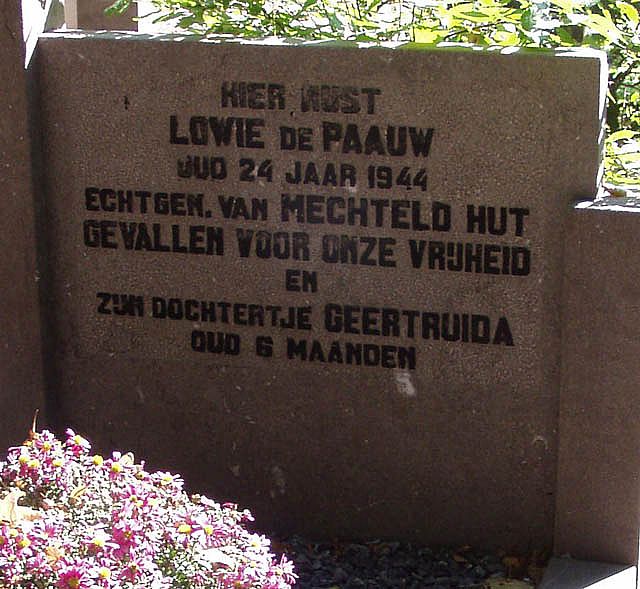 HIER RUST
LOWIE DE PAAUW
OUD 24 JAAR 1944
ECHTGEN. VAN MECHTELD HUT
GEVALLEN VOOR ONZE VRIJHEID
EN
ZIJN DOCHTERTJE GEERTRUIDA
OUD 6 MAANDEN